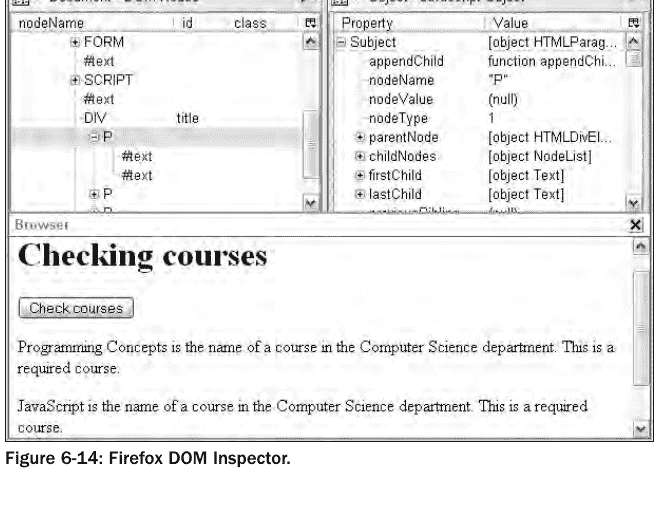 nodeName id class
FORM
#text
SCRIPT
#text
DIV title
P
#text
#text
P
Property Value
Subject [object HTMLParag...
appendChild function appendChi...
nodeName "P"
nodeValue (null)
nodeType 1
parentNode [object HTMLDivEl...
childNodes [object NodeList]
firstChild [object Text]
lastChild [object Text]
Browser
Checking courses
Check courses
Programming Concepts is the name of a course in the Computer Science department. This is a
required course.
JavaScript is the name of a course in the Computer Science department. This is a required
course.
Figure 6-14: Firefox DOM Inspector.